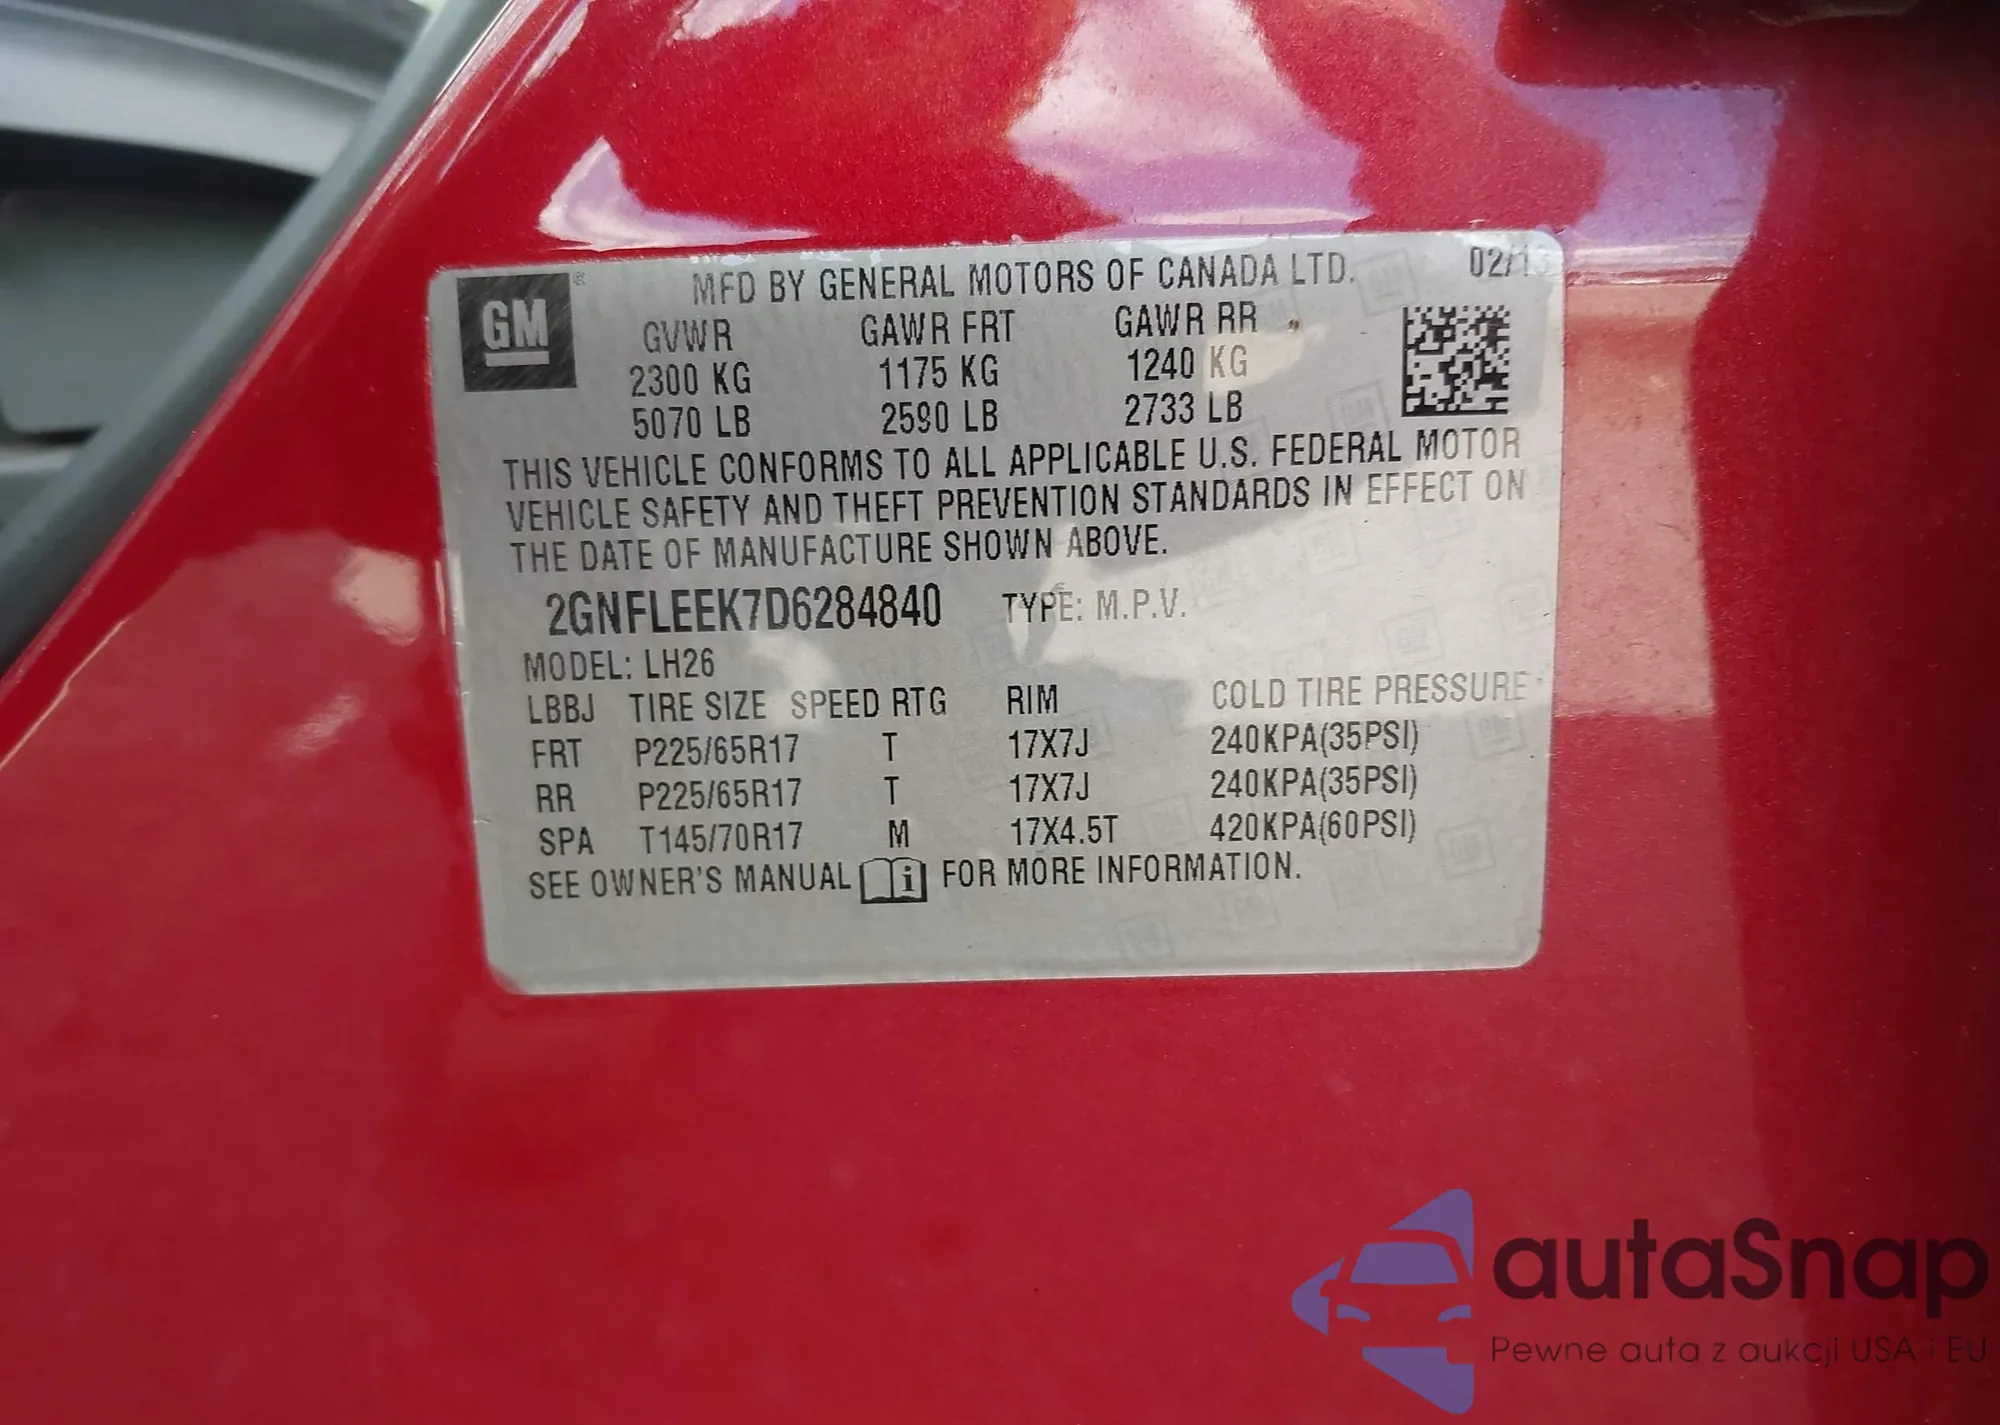 GM ® MFD BY GENERAL MOTORS OF CANADA LTD. 02/13
GVWR GAWR FRT GAWR RR
2300 KG 1175 KG 1240 KG
5070 LB 2590 LB 2733 LB
THIS VEHICLE CONFORMS TO ALL APPLICABLE U.S. FEDERAL MOTOR
VEHICLE SAFETY AND THEFT PREVENTION STANDARDS IN EFFECT ON
THE DATE OF MANUFACTURE SHOWN ABOVE.
2GNFLEEK7D6284840 TYPE: M.P.V.
MODEL: LH26
LBBJ TIRE SIZE SPEED RTG RIM COLD TIRE PRESSURE
FRT P225/65R17 T 17X7J 240KPA(35PSI)
RR P225/65R17 T 17X7J 240KPA(35PSI)
SPA T145/70R17 M 17X4.5T 420KPA(60PSI)
SEE OWNER'S MANUAL i FOR MORE INFORMATION.
autaSnap
Pewne auta z aukcji USA i EU